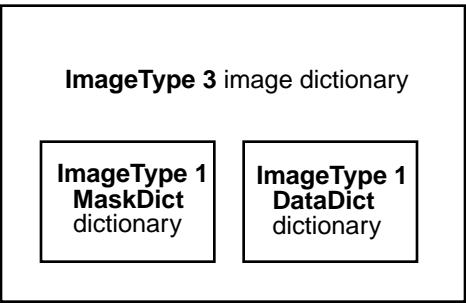 ImageType 3 image dictionary
ImageType 1
MaskDict
dictionary
ImageType 1
DataDict
dictionary